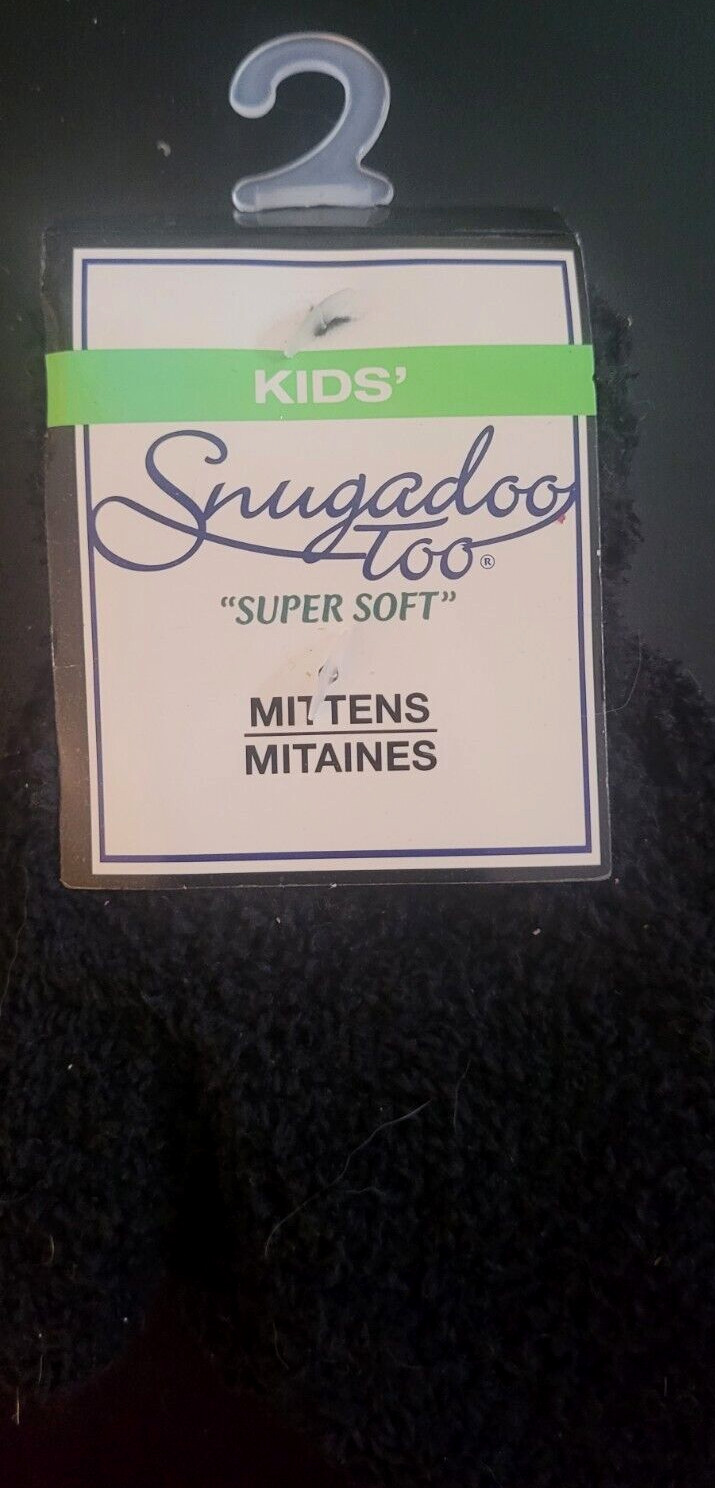 KIDS’
Snugadoo
Too®
“SUPER SOFT”
MITTENS
MITAINES